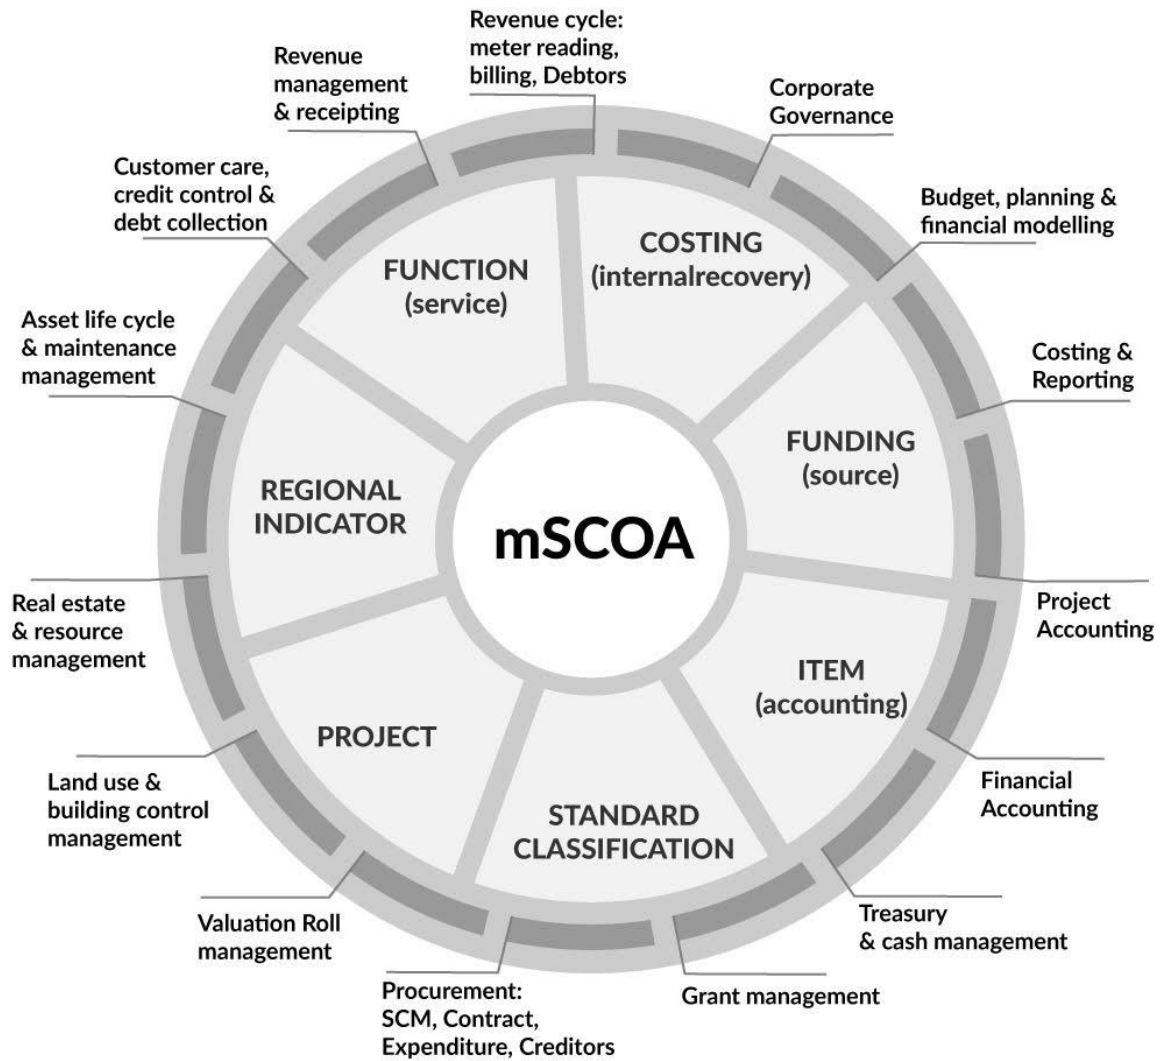 Revenue cycle:
meter reading,
billing, Debtors
Revenue
management
& receipting
Corporate
Governance
Customer care,
credit control &
debt collection
Budget, planning &
financial modelling
COSTING
(internalrecovery)
FUNCTION
(service)
Asset life cycle
& maintenance
management
Costing &
Reporting
FUNDING
(source)
REGIONAL
INDICATOR
mSCOA
Real estate
& resource
management
Project
Accounting
ITEM
(accounting)
PROJECT
Land use &
building control
management
Financial
Accounting
STANDARD
CLASSIFICATION
Valuation Roll
management
Treasury
& cash management
Procurement:
SCM, Contract,
Expenditure, Creditors
Grant management